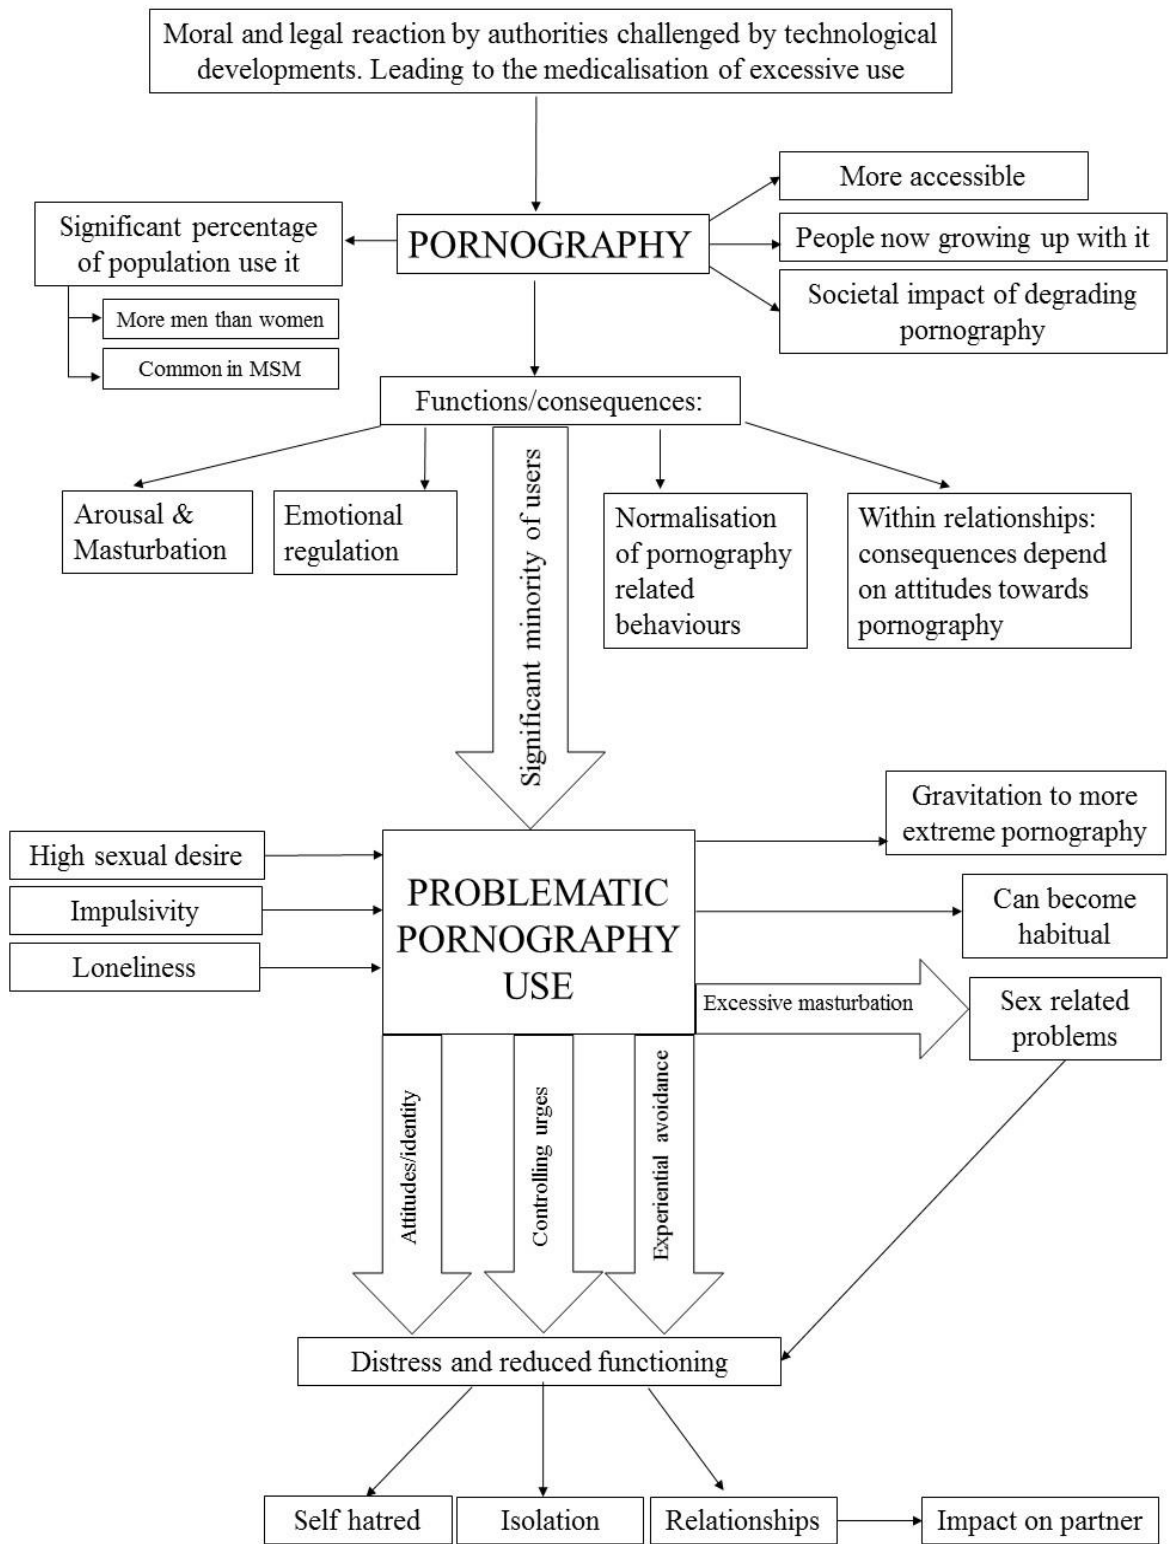 Moral and legal reaction by authorities challenged by technological
developments. Leading to the medicalisation of excessive use
More accessible
Significant percentage
of population use it
PORNOGRAPHY
People now growing up with it
Societal impact of degrading
pornography
More men than women
Common in MSM
Functions/consequences:
Arousal &
Masturbation
Emotional
regulation
Significant minority of users
Normalisation
of pornography
related
behaviours
Within relationships:
consequences depend
on attitudes towards
pornography
Gravitation to more
extreme pornography
High sexual desire
Impulsivity
Loneliness
PROBLEMATIC
PORNOGRAPHY
USE
Can become
habitual
Excessive masturbation
Sex related
problems
Attitudes/identity
Controlling urges
Experiential avoidance
Distress and reduced functioning
Self hatred
Isolation
Relationships
Impact on partner